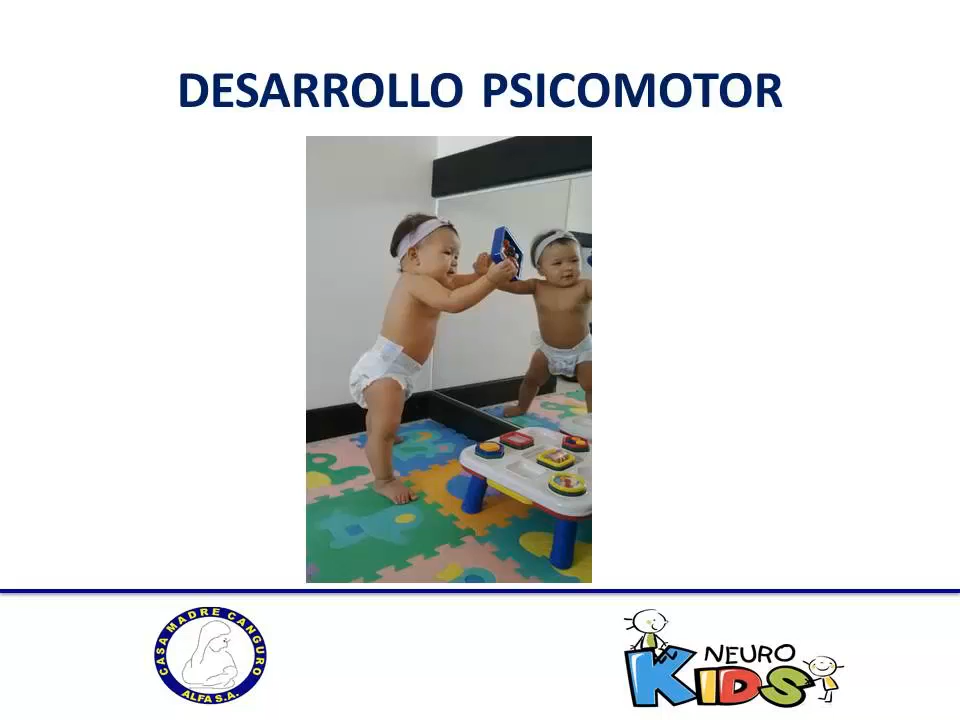 DESARROLLO PSICOMOTOR
CASA MADRE CANGURO
ALFA S.A.
NEURO
KIDS